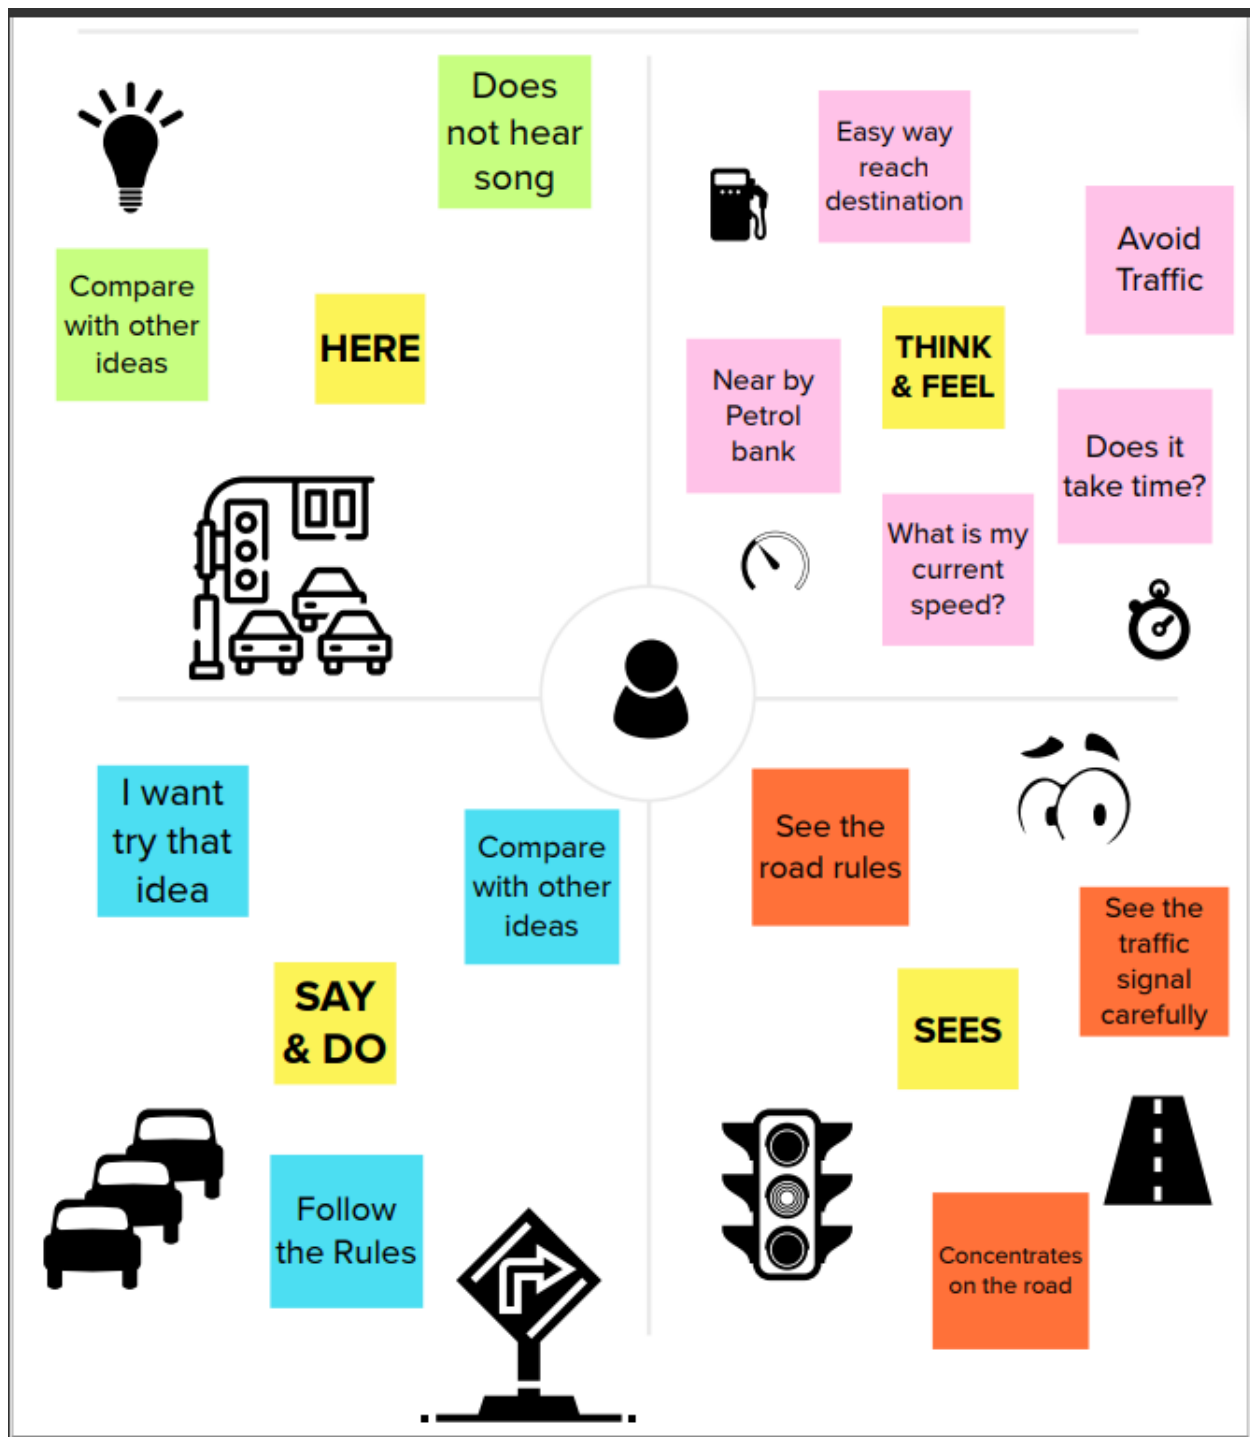 Does
not hear
song
Compare
with other
ideas
HERE
Easy way
reach
destination
Avoid
Traffic
THINK
& FEEL
Near by
Petrol
bank
Does it
take time?
What is my
current
speed?
I want
try that
idea
Compare
with other
ideas
SAY
& DO
Follow
the Rules
See the
road rules
See the
traffic
signal
carefully
SEES
Concentrates
on the road